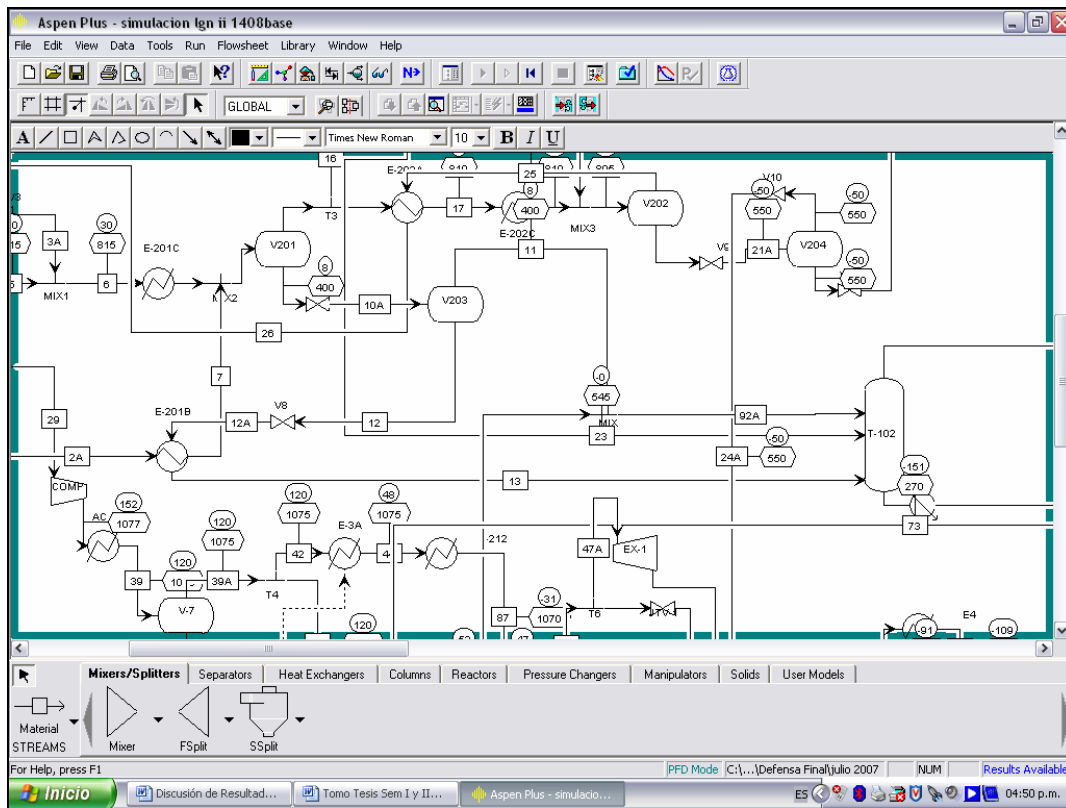 Aspen Plus - simulacion lgn ii 1408base
File Edit View Data Tools Run Flowsheet Library Window Help
N>
GLOBAL
A Times New Roman 10 B I U
16 25 V10
8 -50 -50
T3 17 400 V202 550 550
3A 30 815 E-201C V201 E-202C MIX3 21A V204
11
MIX1 6 8 400 -50 550
10A V203
26
7
29 E-201B V8 -0 545
12A 12 92A
23 T-102
2A 24A -50 550
COMP 13 -151 270
152 1077 120 1075 48 1075 73
AC 120 1075 E-3A 47A EX-1
42 -212
39 120 39A T4 -31 1070
V-7 87 T6
120 E4
-91 -109
Mixers/Splitters Separators Heat Exchangers Columns Reactors Pressure Changers Manipulators Solids User Models
Material
STREAMS Mixer FSplit SSplit
For Help, press F1 PFD Mode C:\...\Defensa Final\julio 2007 NUM Results Available
Inicio Discusión de Resultad... Tomo Tesis Sem I y II... Aspen Plus - simulacio... ES 04:50 p.m.